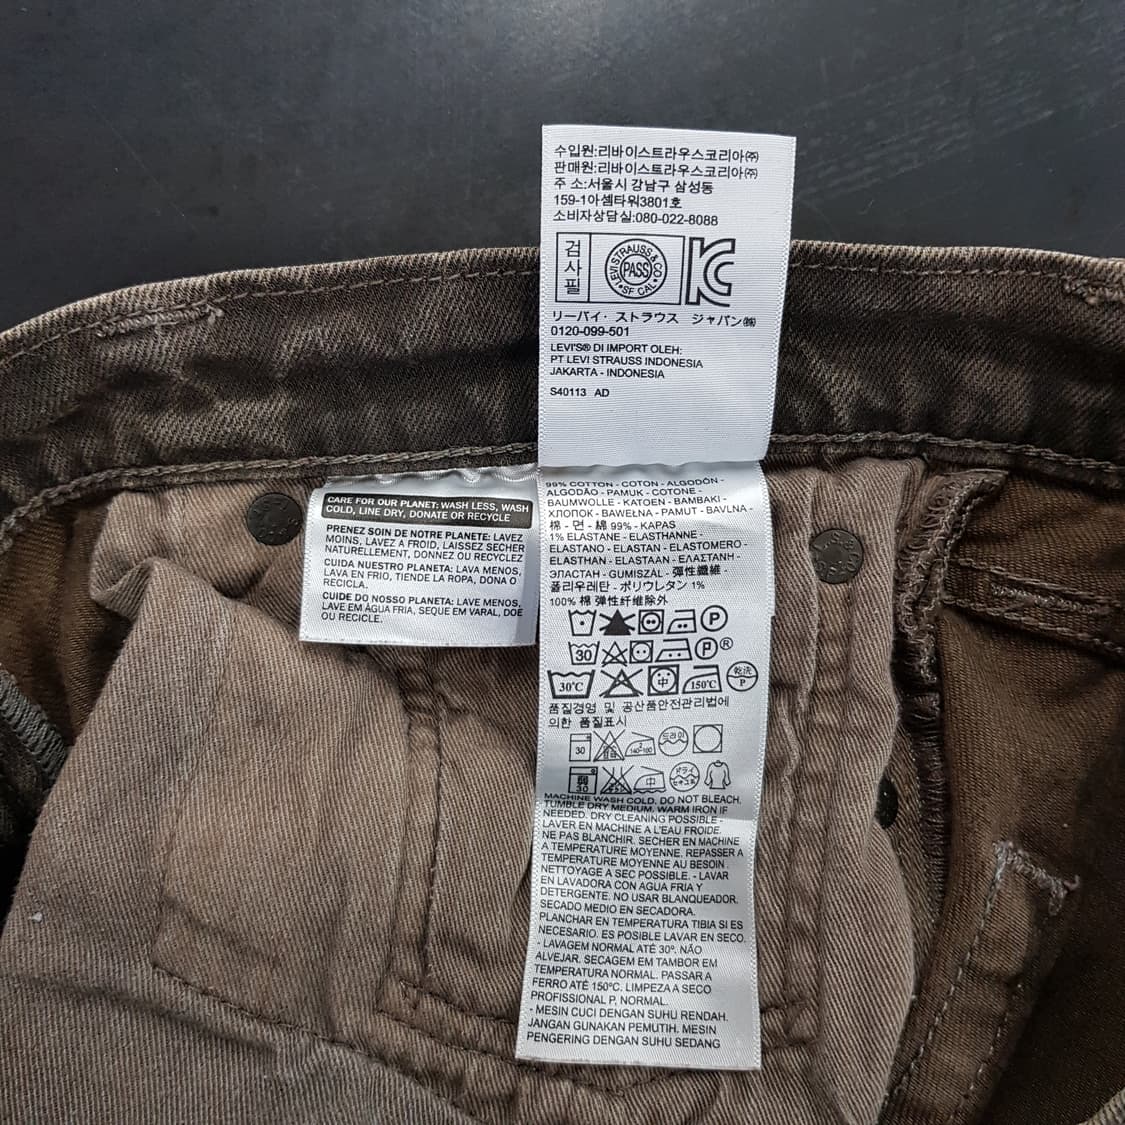 수입원:리바이스트라우스코리아㈜
판매원:리바이스트라우스코리아㈜
주 소:서울시 강남구 삼성동
159-1아셈타워3801호
소비자상담실:080-022-8088
검사필
LEVI STRAUSS & CO
PASS
SF CAL
KC
リーバイ・ストラウス ジャパン㈱
0120-099-501
LEVI'S® DI IMPORT OLEH:
PT LEVI STRAUSS INDONESIA
JAKARTA - INDONESIA
S40113 AD
CARE FOR OUR PLANET: WASH LESS, WASH
COLD, LINE DRY, DONATE OR RECYCLE
PRENEZ SOIN DE NOTRE PLANETE: LAVEZ
MOINS, LAVEZ A FROID, LAISSEZ SECHER
NATURELLEMENT, DONNEZ OU RECYCLEZ
CUIDA NUESTRO PLANETA: LAVA MENOS,
LAVA EN FRIO, TIENDE LA ROPA, DONA O
RECICLA.
CUIDE DO NOSSO PLANETA: LAVE MENOS,
LAVE EM ÁGUA FRIA, SEQUE EM VARAL, DOE
OU RECICLE.
99% COTTON - COTON - ALGODÓN -
ALGODÃO - PAMUK - COTONE -
BAUMWOLLE - KATOEN - BAMBAKI -
ХЛОПОК - BAWEŁNA - PAMUT - BAVLNA -
棉 - 면 - 綿 99% - KAPAS
1% ELASTANE - ELASTHANNE -
ELASTANO - ELASTAN - ELASTOMERO -
ELASTHAN - ELASTAAN - ΕΛΑΣΤΑΝΗ -
ЭЛАСТАН - GUMISZÁL - 彈性纖維 -
폴리우레탄 - ポリウレタン 1%
100% 棉 弹性纤维除外
P
30 P ®
30°C 中 150°C 乾洗 P
품질경영 및 공산품안전관리법에
의한 품질표시
30 140-160 드라이
弱 30 中 ドライ
MACHINE WASH COLD. DO NOT BLEACH.
TUMBLE DRY MEDIUM. WARM IRON IF
NEEDED. DRY CLEANING POSSIBLE -
LAVER EN MACHINE A L'EAU FROIDE.
NE PAS BLANCHIR. SECHER EN MACHINE
A TEMPERATURE MOYENNE. REPASSER A
TEMPERATURE MOYENNE AU BESOIN.
NETTOYAGE A SEC POSSIBLE. - LAVAR
EN LAVADORA CON AGUA FRIA Y
DETERGENTE. NO USAR BLANQUEADOR.
SECADO MEDIO EN SECADORA.
PLANCHAR EN TEMPERATURA TIBIA SI ES
NECESARIO. ES POSIBLE LAVAR EN SECO.
- LAVAGEM NORMAL ATÉ 30º. NÃO
ALVEJAR. SECAGEM EM TAMBOR EM
TEMPERATURA NORMAL. PASSAR A
FERRO ATÉ 150ºC. LIMPEZA A SECO
PROFISSIONAL P, NORMAL.
- MESIN CUCI DENGAN SUHU RENDAH.
JANGAN GUNAKAN PEMUTIH. MESIN
PENGERING DENGAN SUHU SEDANG